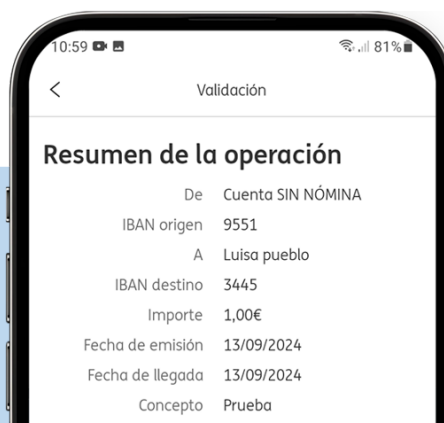 10:59 81%
Validación
Resumen de la operación
De Cuenta SIN NÓMINA
IBAN origen 9551
A Luisa pueblo
IBAN destino 3445
Importe 1,00€
Fecha de emisión 13/09/2024
Fecha de llegada 13/09/2024
Concepto Prueba